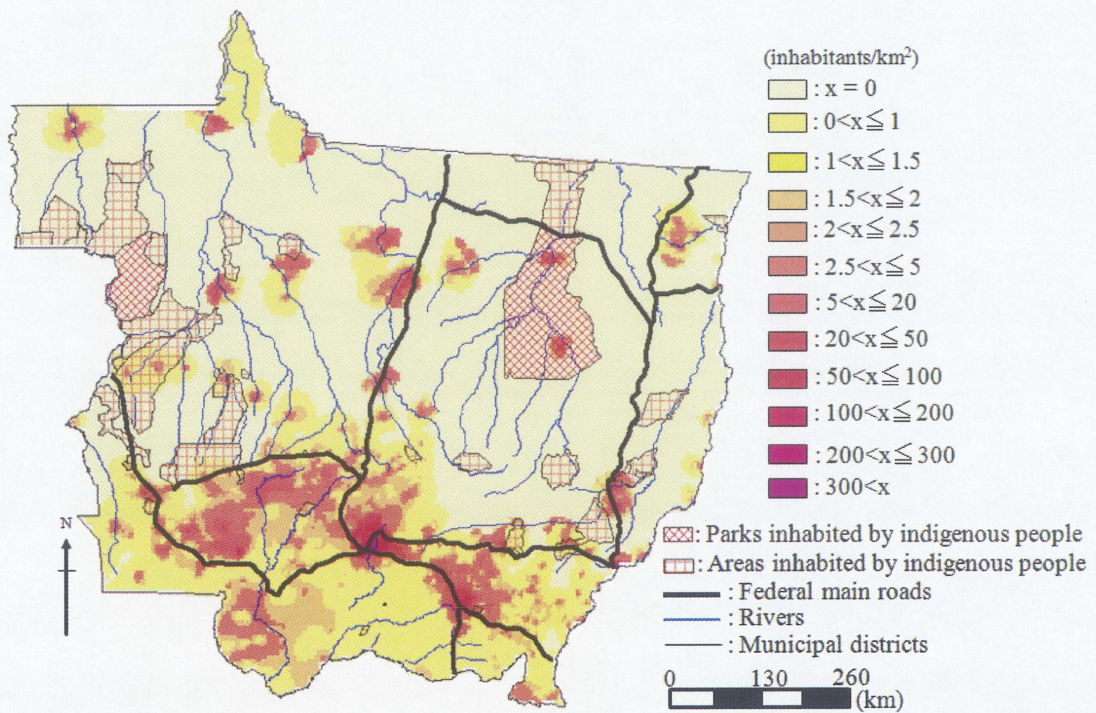 (inhabitants/km²)
: x = 0
: 0<x≦ 1
: 1<x≦ 1.5
: 1.5<x≦ 2
: 2<x≦ 2.5
: 2.5<x≦ 5
: 5<x≦ 20
: 20<x≦ 50
: 50<x≦ 100
: 100<x≦ 200
: 200<x≦ 300
: 300<x
: Parks inhabited by indigenous people
: Areas inhabited by indigenous people
: Federal main roads
: Rivers
: Municipal districts
0 130 260
(km)
N